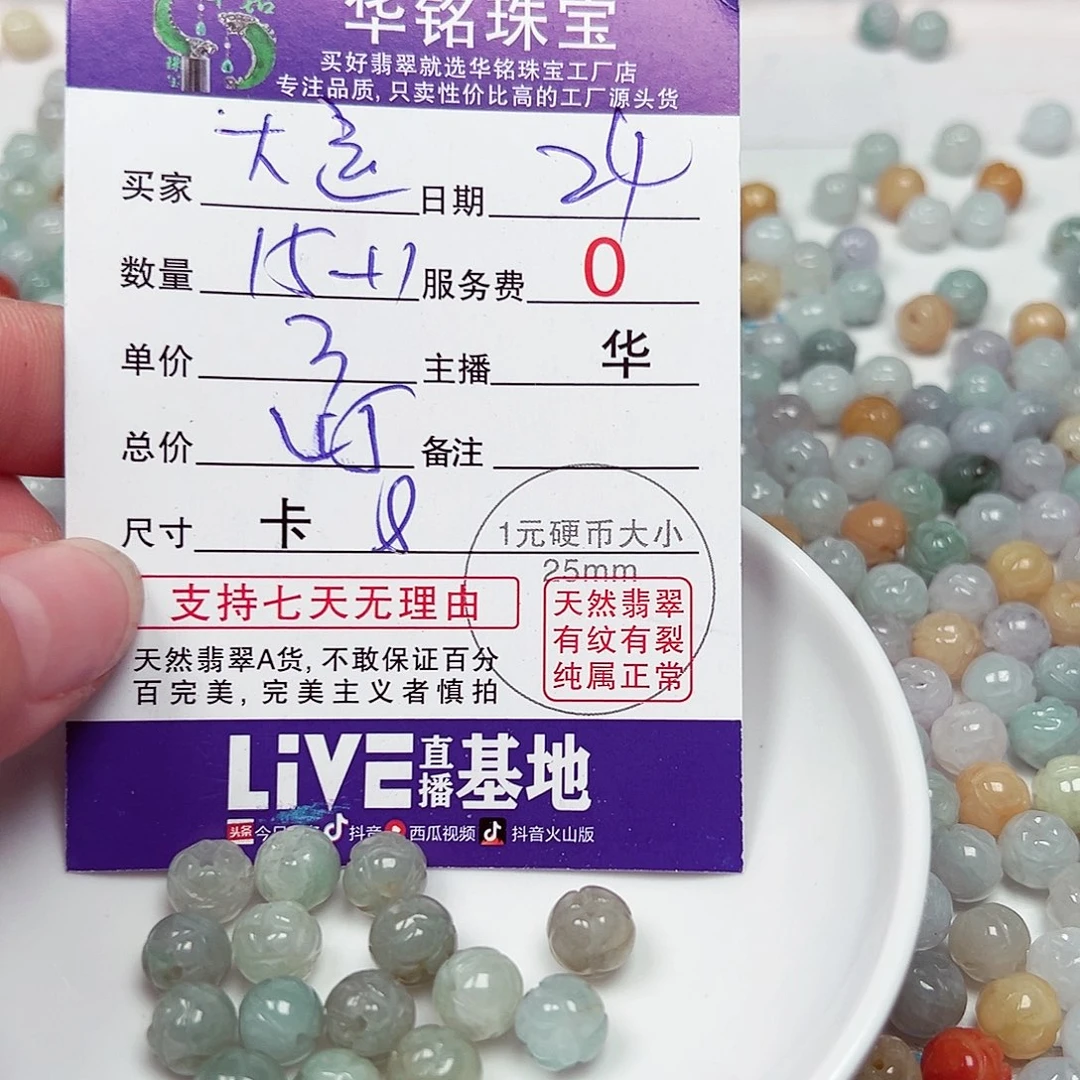 华铭珠宝
买好翡翠就选华铭珠宝工厂店
专注品质, 只卖性价比高的工厂源头货
买家 大 日期 24
数量 15+1 服务费 0
单价 3 主播 华
总价 备注
尺寸 卡 8 1元硬币大小
25mm
支持七天无理由
天然翡翠
有纹有裂
纯属正常
天然翡翠A货, 不敢保证百分
百完美, 完美主义者慎拍
LiVE直播基地
头条 今日 抖音 西瓜视频 抖音火山版